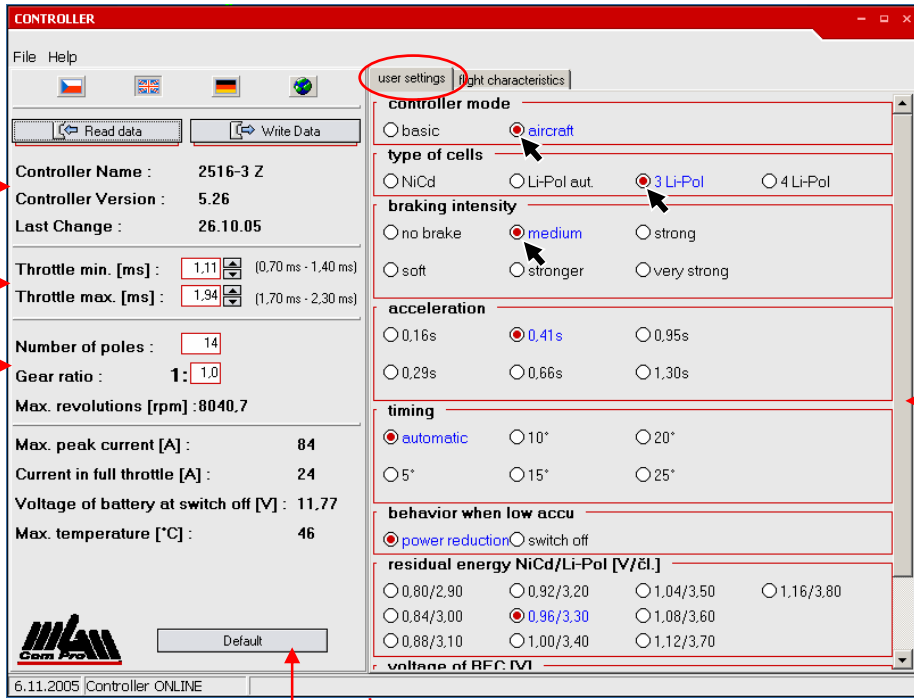 CONTROLLER
File Help
Read data
Write Data
Controller Name : 2516-3 Z
Controller Version : 5.26
Last Change : 26.10.05
Throttle min. [ms] : 1,11 (0,70 ms - 1,40 ms)
Throttle max. [ms] : 1,94 (1,70 ms - 2,30 ms)
Number of poles : 14
Gear ratio : 1: 1,0
Max. revolutions [rpm] :8040,7
Max. peak current [A] : 84
Current in full throttle [A] : 24
Voltage of battery at switch off [V] : 11,77
Max. temperature [°C] : 46
mgm
Com Pro
Default
user settings flight characteristics
controller mode
basic aircraft
type of cells
NiCd Li-Pol aut. 3 Li-Pol 4 Li-Pol
braking intensity
no brake medium strong
soft stronger very strong
acceleration
0,16s 0,41s 0,95s
0,29s 0,66s 1,30s
timing
automatic 10° 20°
5° 15° 25°
behavior when low accu
power reduction switch off
residual energy NiCd/Li-Pol [V/čl.]
0,80/2,90 0,92/3,20 1,04/3,50 1,16/3,80
0,84/3,00 0,96/3,30 1,08/3,60
0,88/3,10 1,00/3,40 1,12/3,70
voltage of BEC [V]
6.11.2005 Controller ONLINE